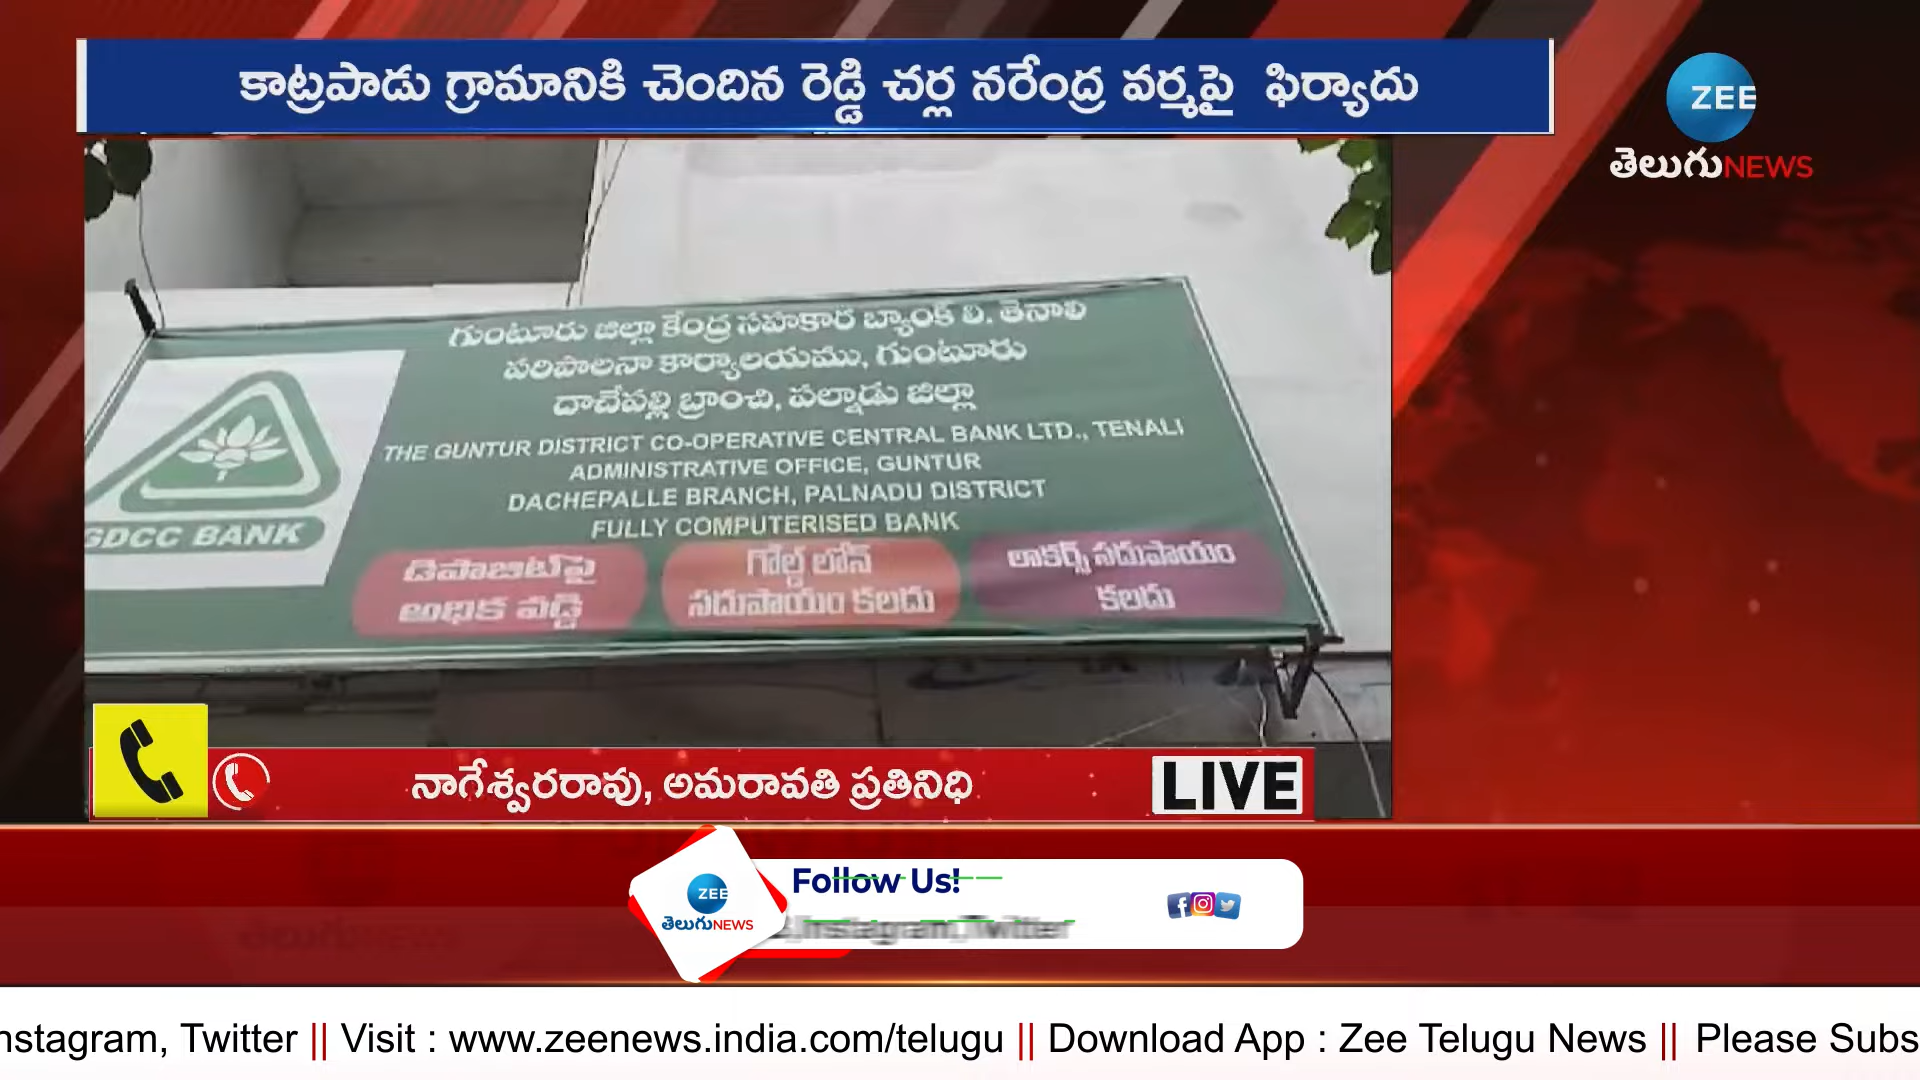 కాట్రపాడు గ్రామానికి చెందిన రెడ్డి చర్ల నరేంద్ర వర్మపై ఫిర్యాదు
ZEE
తెలుగు NEWS
గుంటూరు జిల్లా కేంద్ర సహకార బ్యాంక్ లి. తెనాలి
పరిపాలనా కార్యాలయము, గుంటూరు
దాచేపల్లి బ్రాంచి, పల్నాడు జిల్లా
THE GUNTUR DISTRICT CO-OPERATIVE CENTRAL BANK LTD., TENALI
ADMINISTRATIVE OFFICE, GUNTUR
DACHEPALLE BRANCH, PALNADU DISTRICT
FULLY COMPUTERISED BANK
GDCC BANK
డిపాజిట్‌పై
అధిక వడ్డీ
గోల్డ్ లోన్
సదుపాయం కలదు
లాకర్స్ సదుపాయం
కలదు
నాగేశ్వరరావు, అమరావతి ప్రతినిధి
LIVE
ZEE
తెలుగు NEWS
Follow Us!
Instagram,Twitter
nstagram, Twitter || Visit : www.zeenews.india.com/telugu || Download App : Zee Telugu News || Please Subs